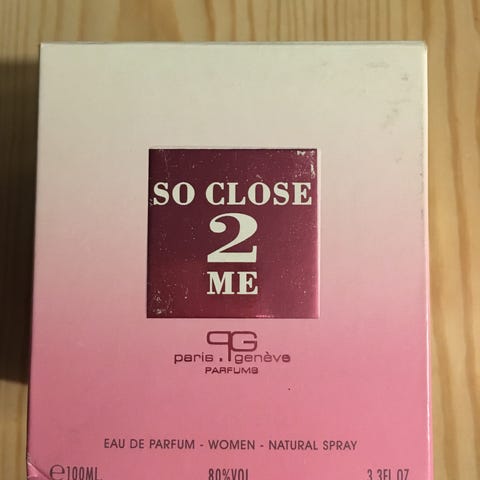 SO CLOSE
2
ME
PG
paris . genève
PARFUMS
EAU DE PARFUM - WOMEN - NATURAL SPRAY
℮100ML. 80%VOL 3.3FL.OZ